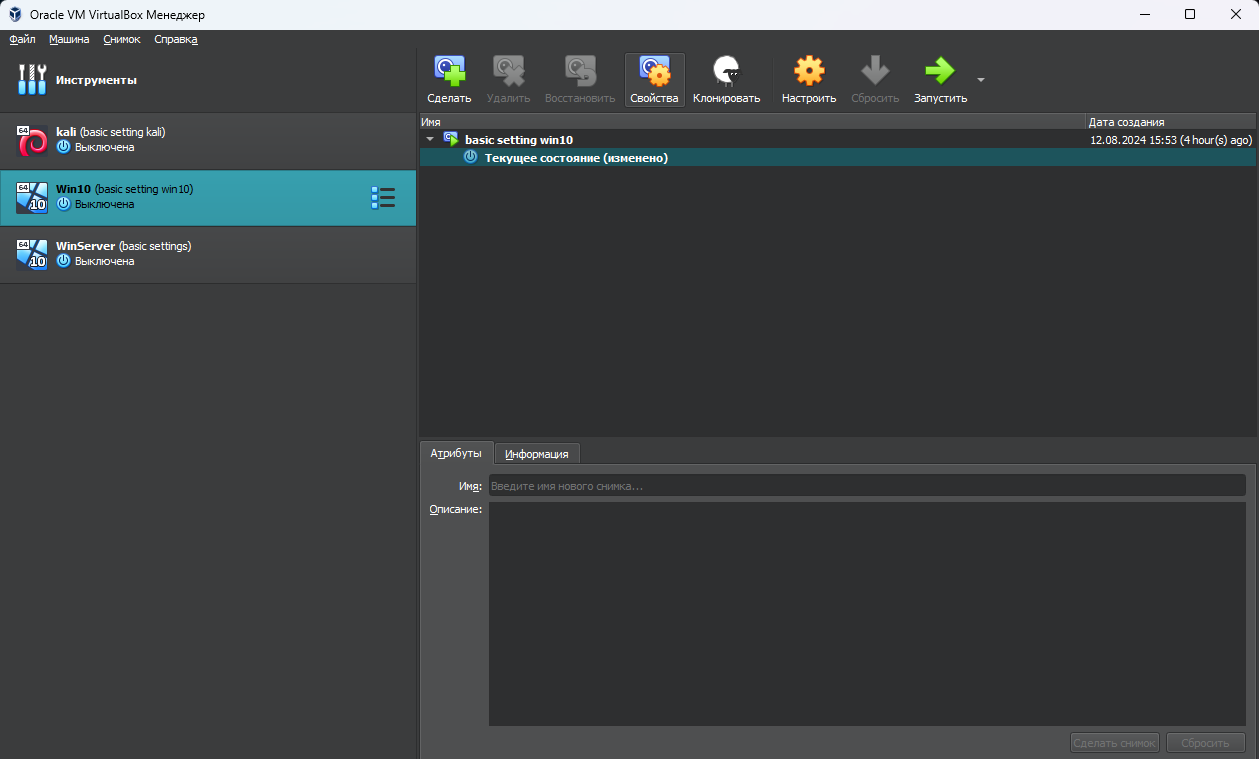 Oracle VM VirtualBox Менеджер
Файл Машина Снимок Справка
Инструменты
Сделать Удалить Восстановить Свойства Клонировать Настроить Сбросить Запустить
64
kali (basic setting kali)
Выключена
64
10
Win10 (basic setting win10)
Выключена
64
10
WinServer (basic settings)
Выключена
Имя Дата создания
basic setting win10 12.08.2024 15:53 (4 hour(s) ago)
Текущее состояние (изменено)
Атрибуты Информация
Имя: Введите имя нового снимка...
Описание:
Сделать снимок Сбросить